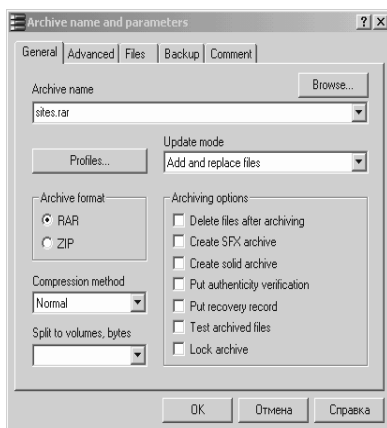 Archive name and parameters
General Advanced Files Backup Comment
Archive name
Browse...
sites.rar
Update mode
Profiles...
Add and replace files
Archive format
RAR
ZIP
Compression method
Normal
Split to volumes, bytes
Archiving options
Delete files after archiving
Create SFX archive
Create solid archive
Put authenticity verification
Put recovery record
Test archived files
Lock archive
OK Отмена Справка